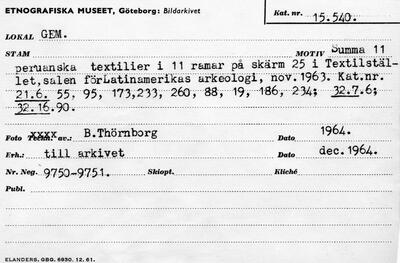 ETNOGRAFISKA MUSEET, Göteborg: Bildarkivet
Kat. nr. 15.540.
LOKAL GEM.
STAM MOTIV Summa 11
peruanska textilier i 11 ramar på skärm 25 i Textilstäl-
let, salen förLatinamerikas arkeologi, nov. 1963. Kat.nr.
21.6. 55, 95, 173,233, 260, 88, 19, 186, 234; 32.7.6;
32.16.90.
Foto xxxx av: B.Thörnborg Dato 1964.
Erh.: till arkivet Dato dec. 1964.
Nr. Neg. 9750-9751. Skiopt. Kliché
Publ.
ELANDERS. GBG. 6930. 12. 61.